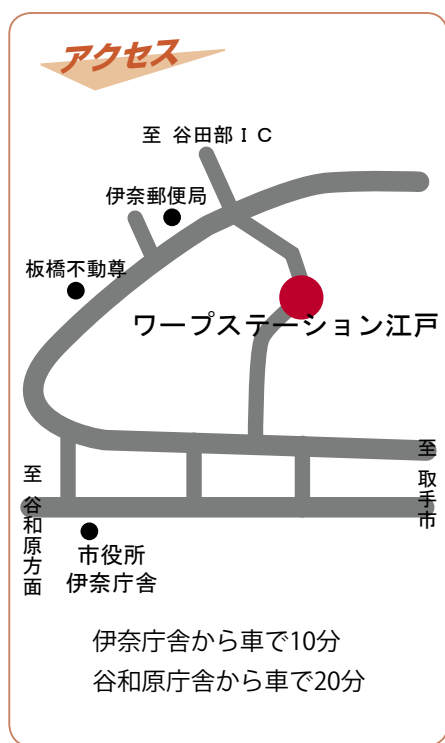 アクセス
至 谷田部ＩＣ
伊奈郵便局
板橋不動尊
ワープステーション江戸
至 取手市
至 谷和原方面
市役所
伊奈庁舎
伊奈庁舎から車で10分
谷和原庁舎から車で20分